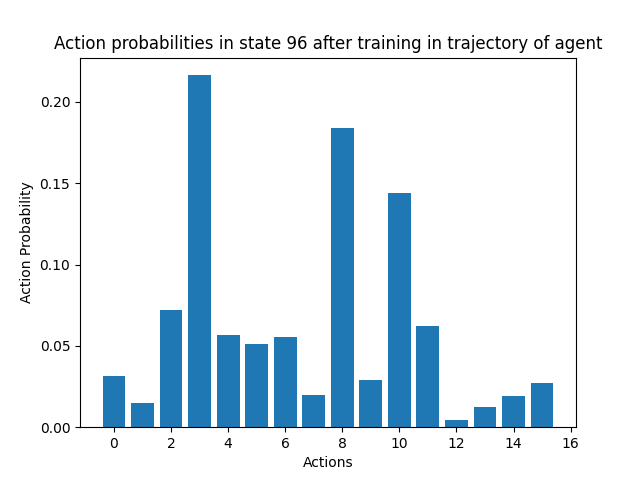 Action probabilities in state 96 after training in trajectory of agent
0.20
0.15
0.10
0.05
0.00
Action Probability
0 2 4 6 8 10 12 14 16
Actions